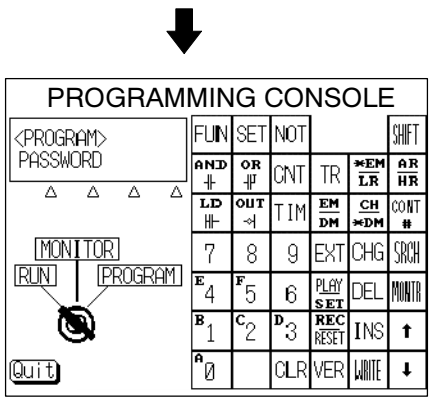 PROGRAMMING CONSOLE
<PROGRAM>
PASSWORD
FUN SET NOT SHIFT
AND OR CNT TR *EM LR AR HR
LD OUT TIM EM DM CH *DM CONT #
7 8 9 EXT CHG SRCH
E 4 F 5 6 PLAY SET DEL MONTR
B 1 C 2 D 3 REC RESET INS ↑
A 0 CLR VER WRITE ↓
MONITOR
RUN PROGRAM
Quit